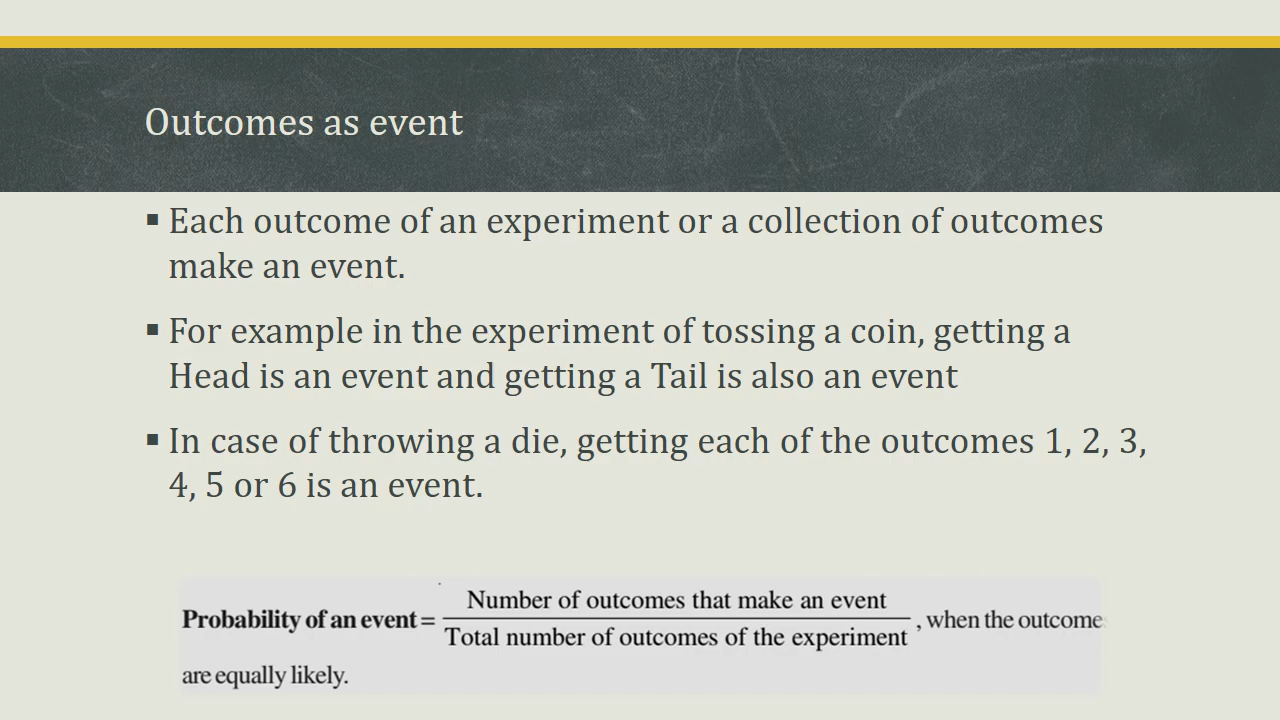 Outcomes as event
▪ Each outcome of an experiment or a collection of outcomes
make an event.
▪ For example in the experiment of tossing a coin, getting a
Head is an event and getting a Tail is also an event
▪ In case of throwing a die, getting each of the outcomes 1, 2, 3,
4, 5 or 6 is an event.
Number of outcomes that make an event
Probability of an event = , when the outcomes
Total number of outcomes of the experiment
are equally likely.